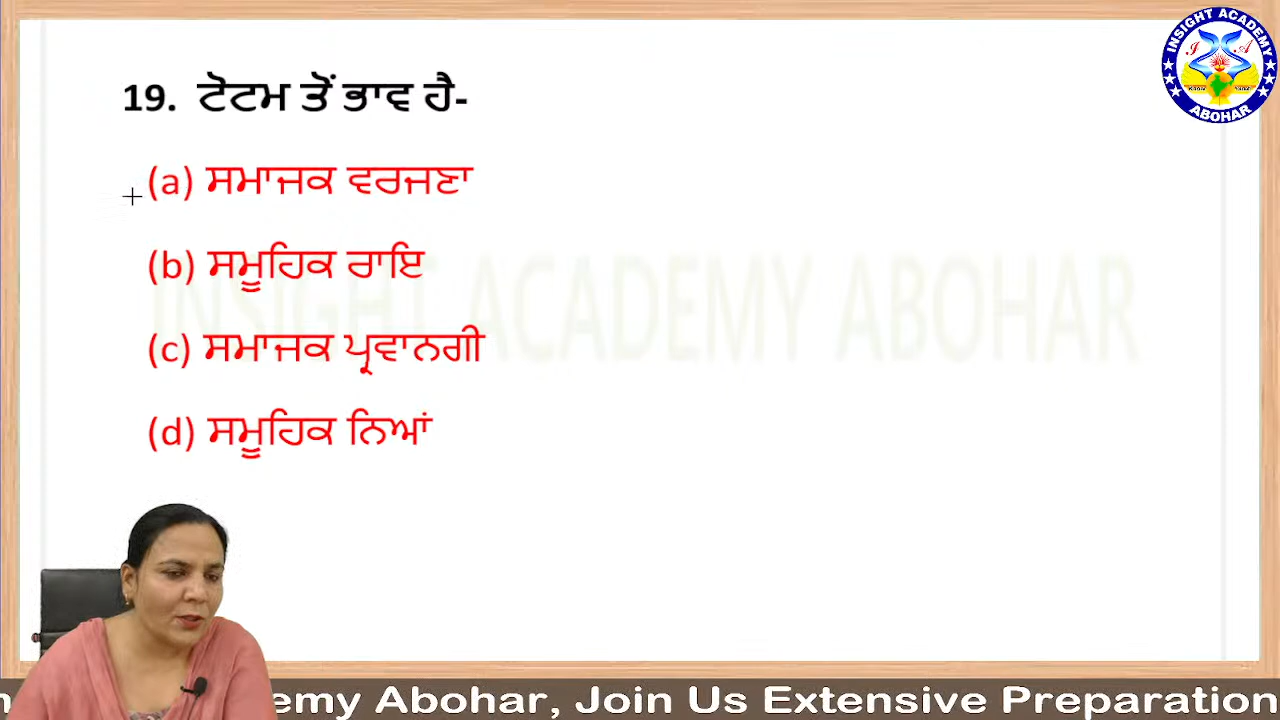 INSIGHT ACADEMY
I A
ABOHAR
19. ਟੋਟਮ ਤੋਂ ਭਾਵ ਹੈ-
(a) ਸਮਾਜਕ ਵਰਜਣਾ
(b) ਸਮੂਹਿਕ ਰਾਇ
(c) ਸਮਾਜਕ ਪ੍ਰਵਾਨਗੀ
(d) ਸਮੂਹਿਕ ਨਿਆਂ
INSIGHT ACADEMY ABOHAR
emy Abohar, Join Us Extensive Preparation